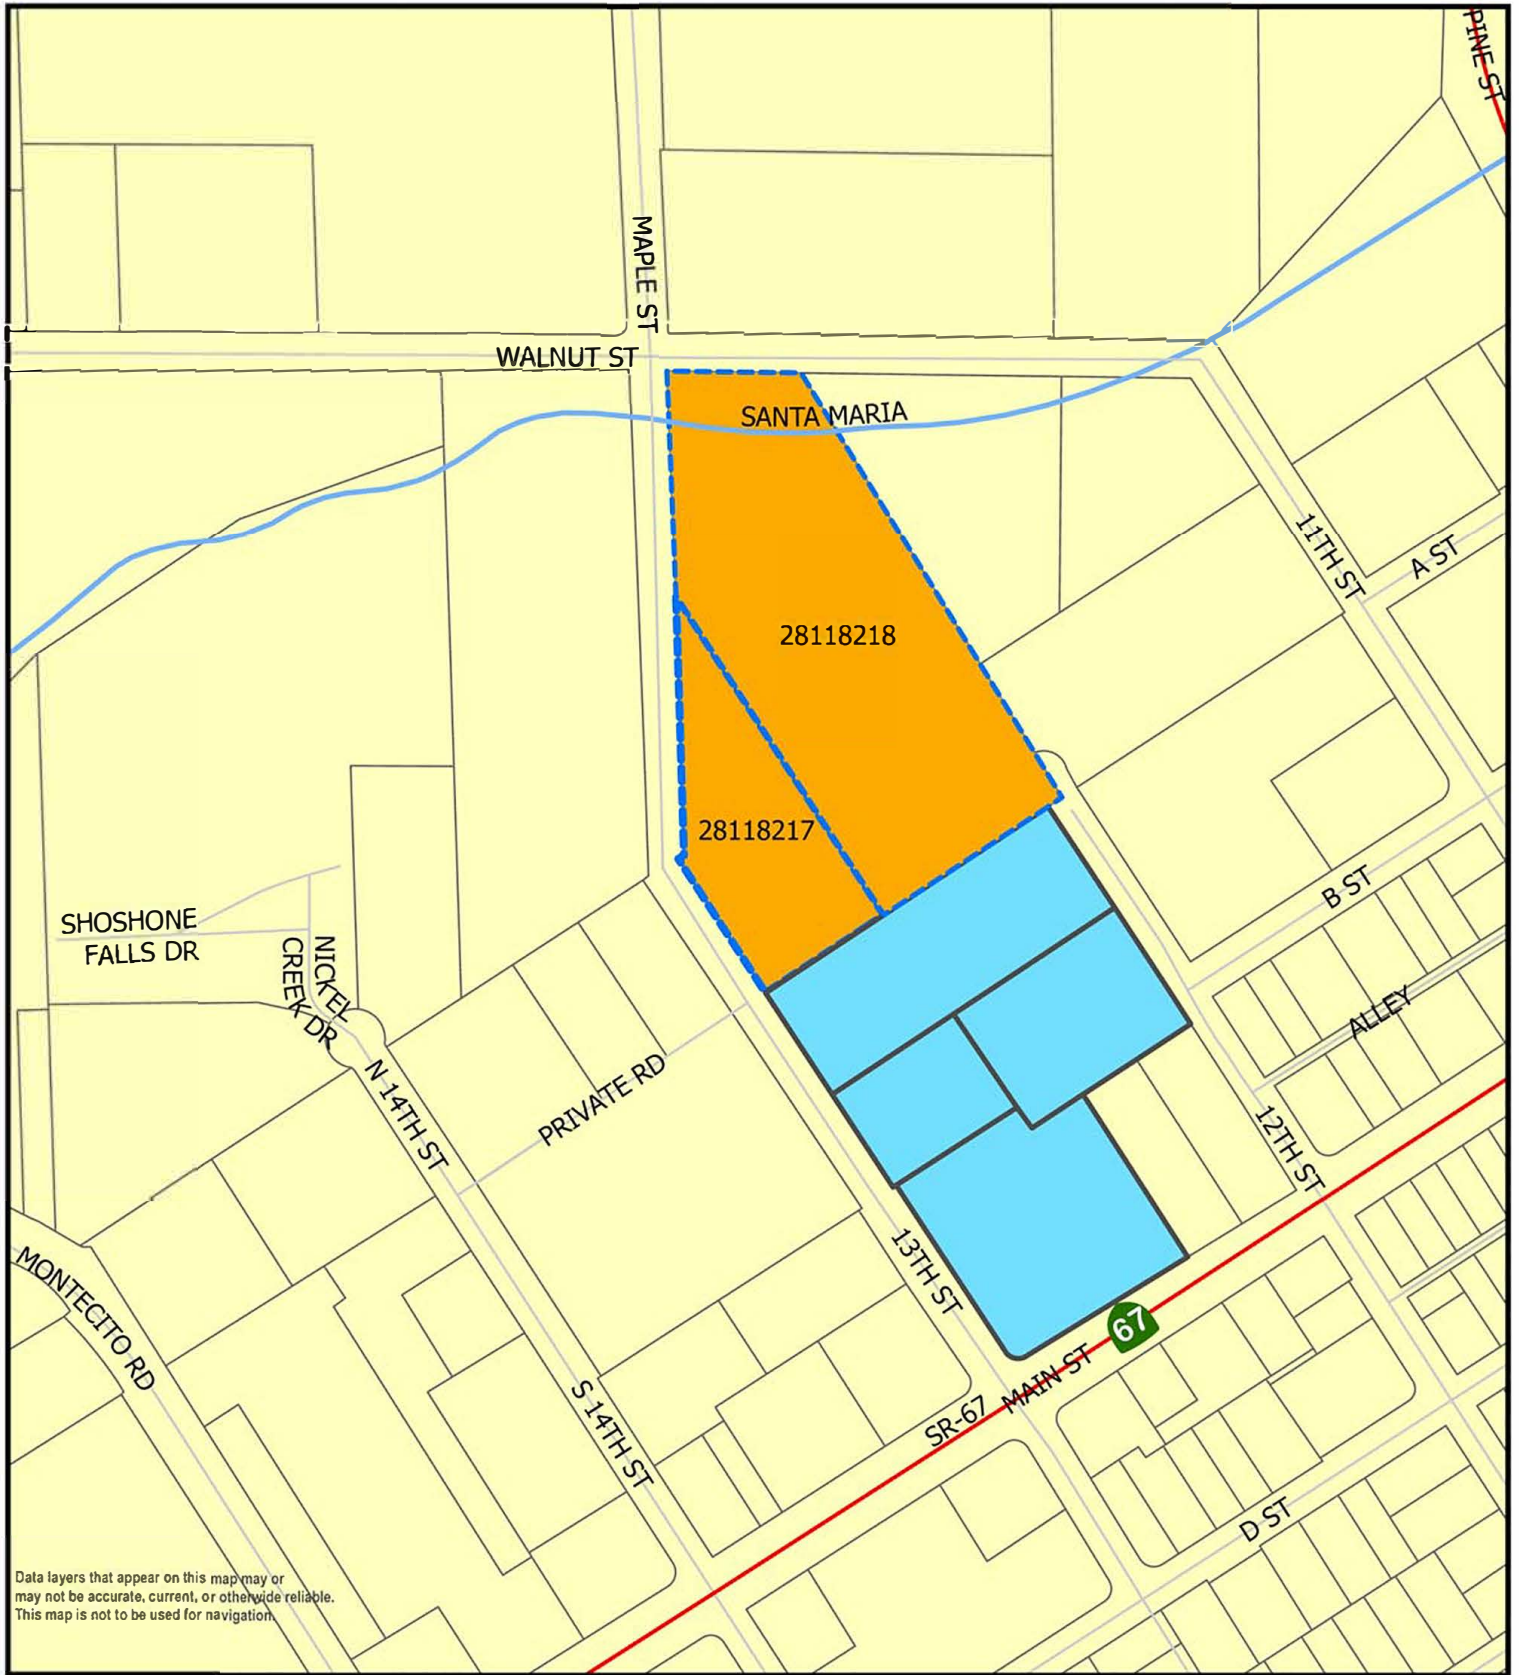 PINE ST
MAPLE ST
WALNUT ST
SANTA MARIA
11TH ST
A ST
28118218
28118217
B ST
SHOSHONE
FALLS DR
NICKEL
CREEK DR
ALLEY
N 14TH ST
PRIVATE RD
12TH ST
13TH ST
MONTECITO RD
67
SR-67 MAIN ST
S 14TH ST
D ST
Data layers that appear on this map may or
may not be accurate, current, or otherwide reliable.
This map is not to be used for navigation.